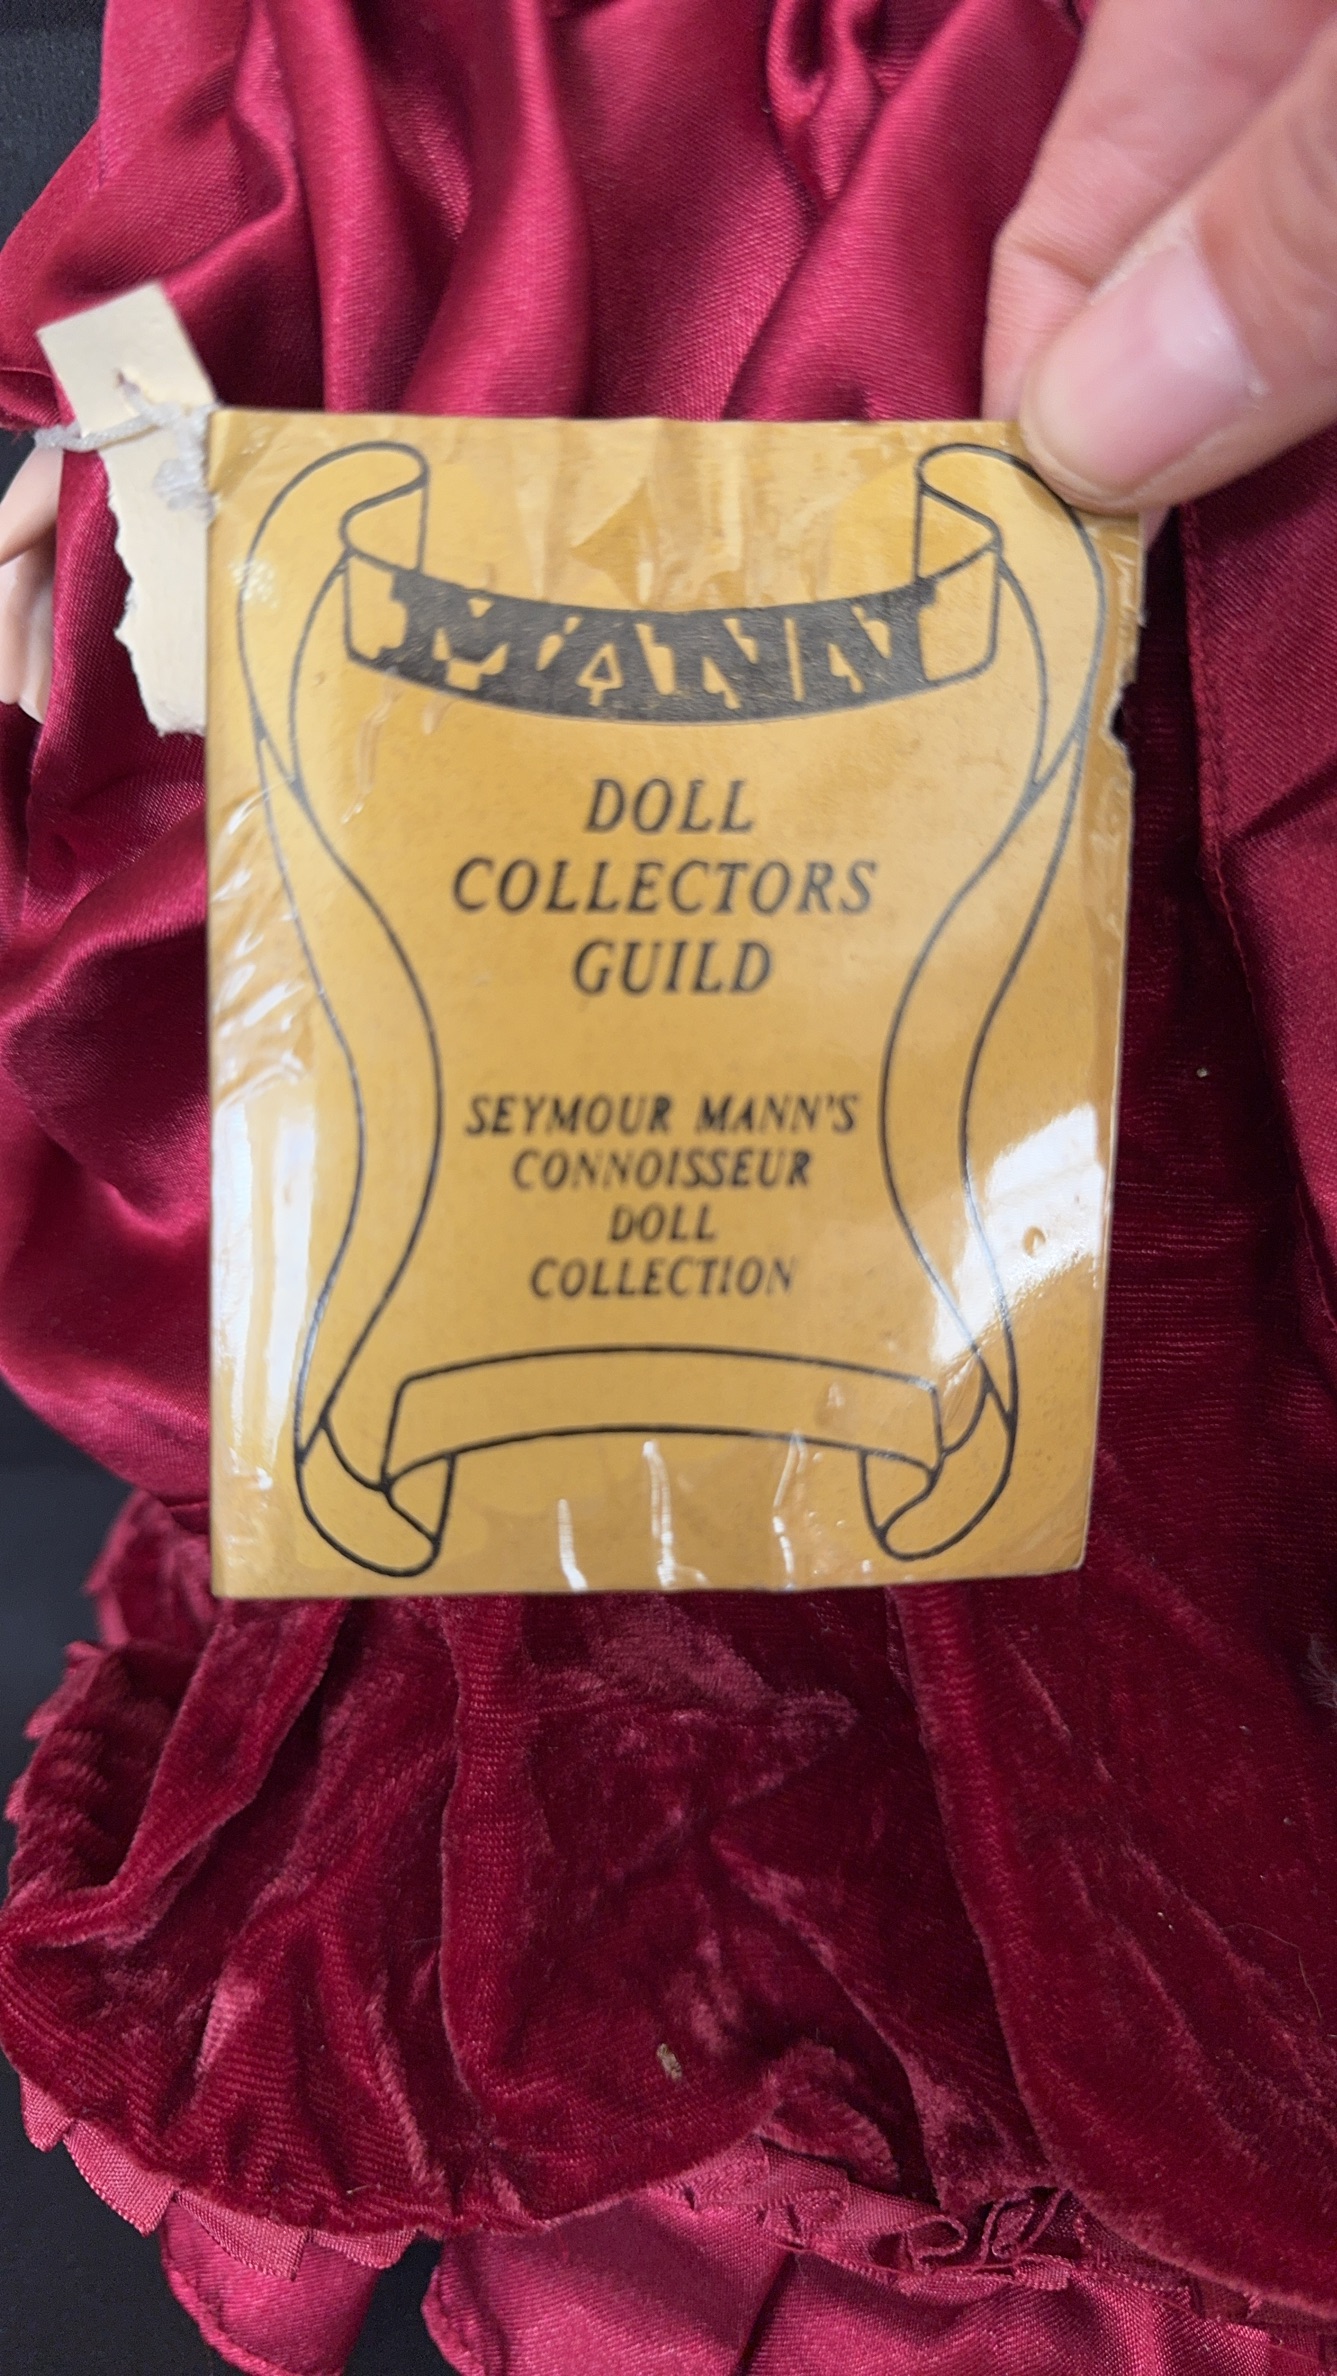 MANN
DOLL
COLLECTORS
GUILD
SEYMOUR MANN'S
CONNOISSEUR
DOLL
COLLECTION